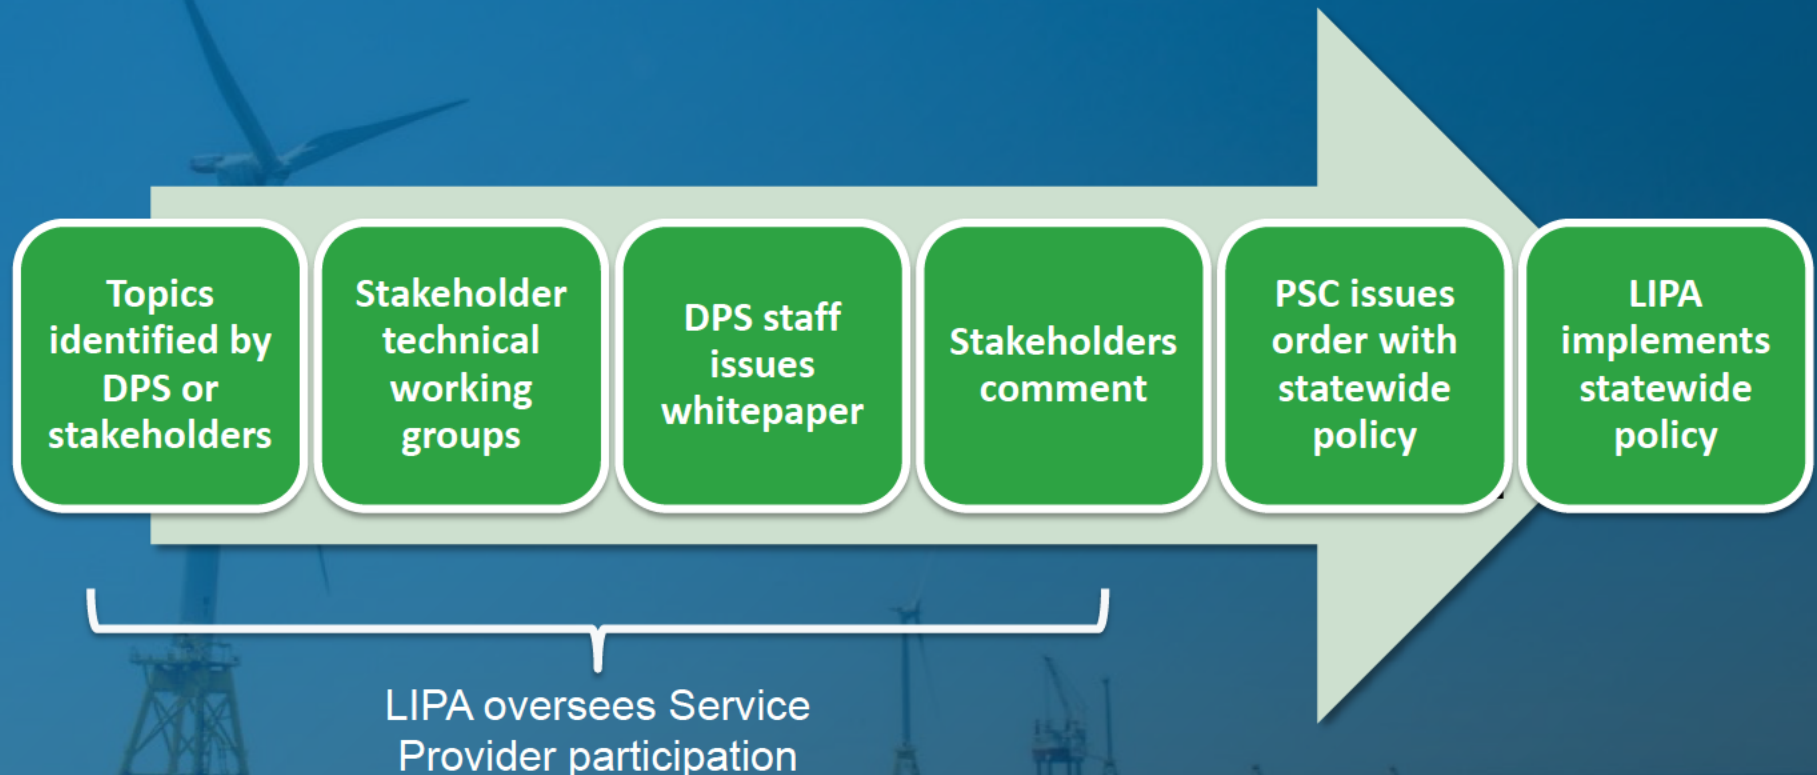 Topics
identified by
DPS or
stakeholders
Stakeholder
technical
working
groups
DPS staff
issues
whitepaper
Stakeholders
comment
PSC issues
order with
statewide
policy
LIPA
implements
statewide
policy
LIPA oversees Service
Provider participation